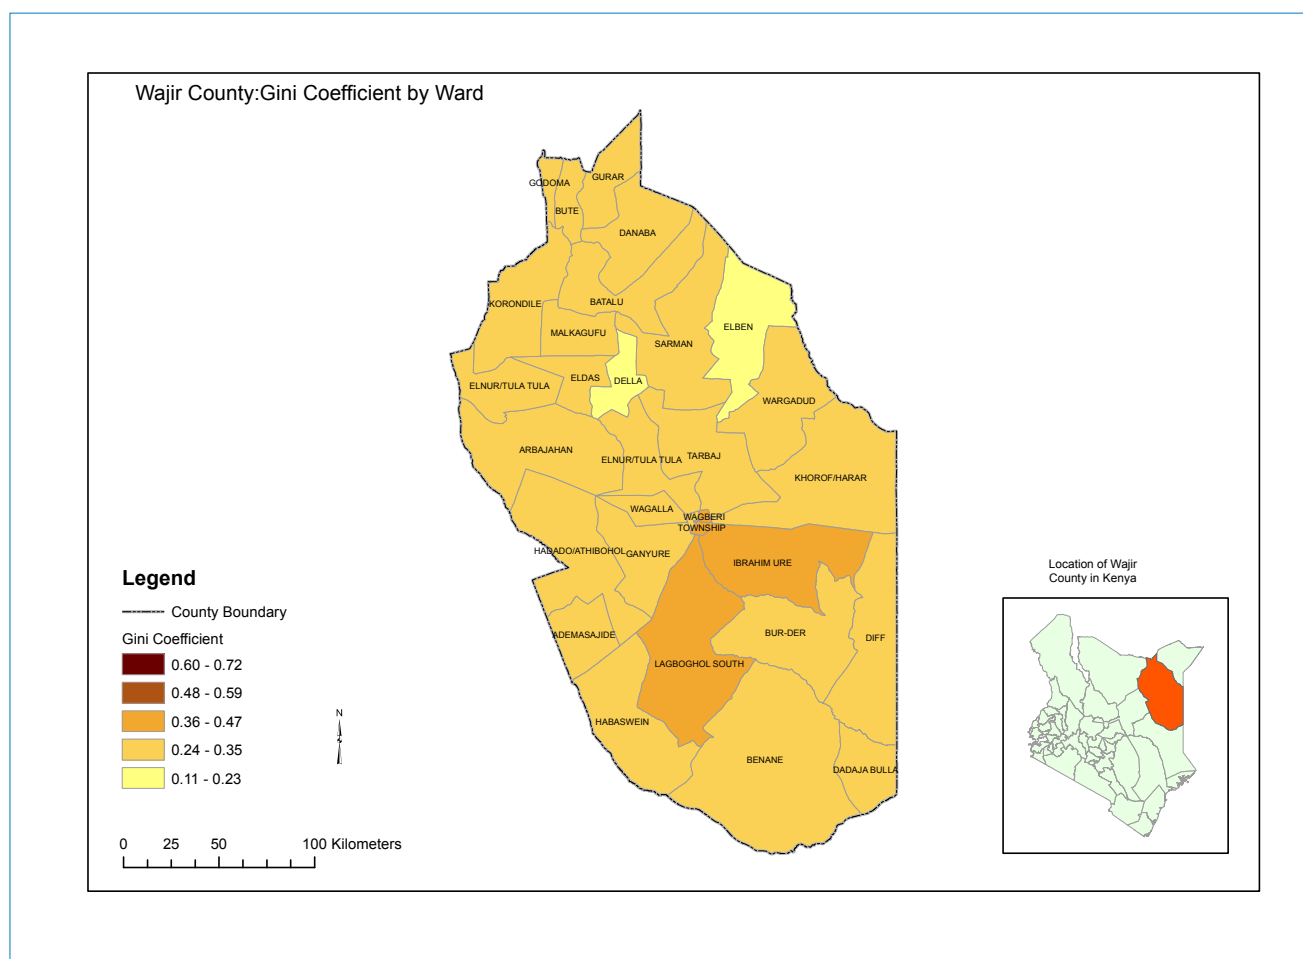 Wajir County:Gini Coefficient by Ward
GODOMA
GURAR
BUTE
DANABA
KORONDILE
BATALU
MALKAGUFU
ELBEN
SARMAN
ELNUR/TULA TULA
ELDAS
DELLA
WARGADUD
ARBAJAHAN
ELNUR/TULA TULA
TARBAJ
KHOROF/HARAR
WAGALLA
WAGBERI
TOWNSHIP
HADADO/ATHIBOHOL
GANYURE
IBRAHIM URE
ADEMASAJIDE
BUR-DER
DIFF
LAGBOGHOL SOUTH
HABASWEIN
BENANE
DADAJA BULLA
Legend
County Boundary
Gini Coefficient
0.60 - 0.72
0.48 - 0.59
0.36 - 0.47
0.24 - 0.35
0.11 - 0.23
N
0 25 50 100 Kilometers
Location of Wajir
County in Kenya